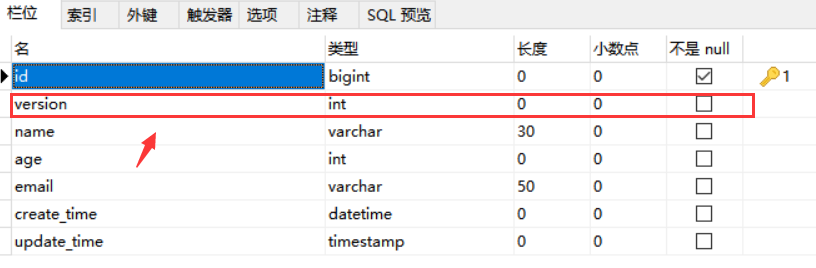 栏位 索引 外键 触发器 选项 注释 SQL 预览
名 类型 长度 小数点 不是 null
id bigint 0 0 1
version int 0 0
name varchar 30 0
age int 0 0
email varchar 50 0
create_time datetime 0 0
update_time timestamp 0 0